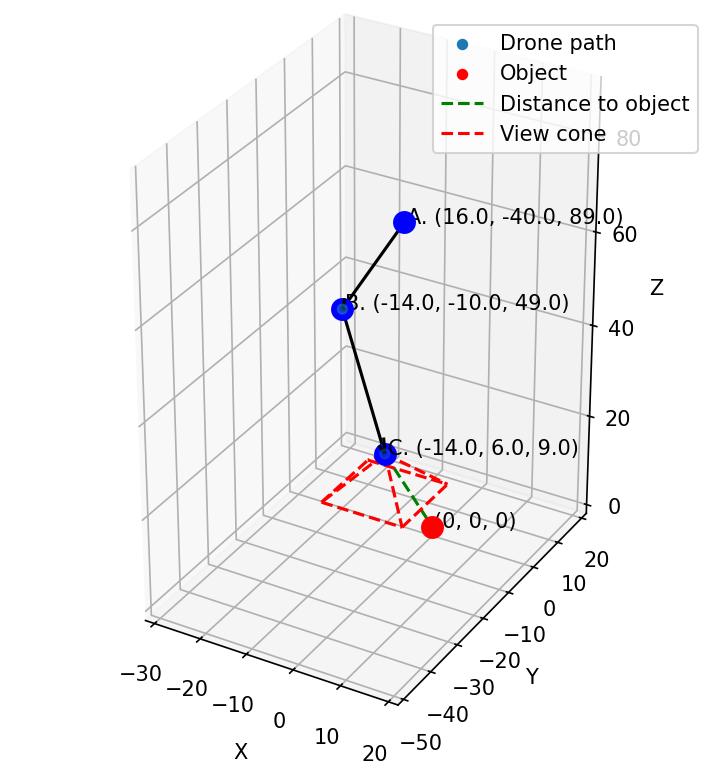 Drone path
Object
Distance to object
View cone
80
A. (16.0, -40.0, 89.0)
60
Z
B. (-14.0, -10.0, 49.0)
40
20
C. (-14.0, 6.0, 9.0)
0
(0, 0, 0)
20
10
0
−10
−20
−30
−40
−50
Y
−30
−20
−10
0
10
20
X